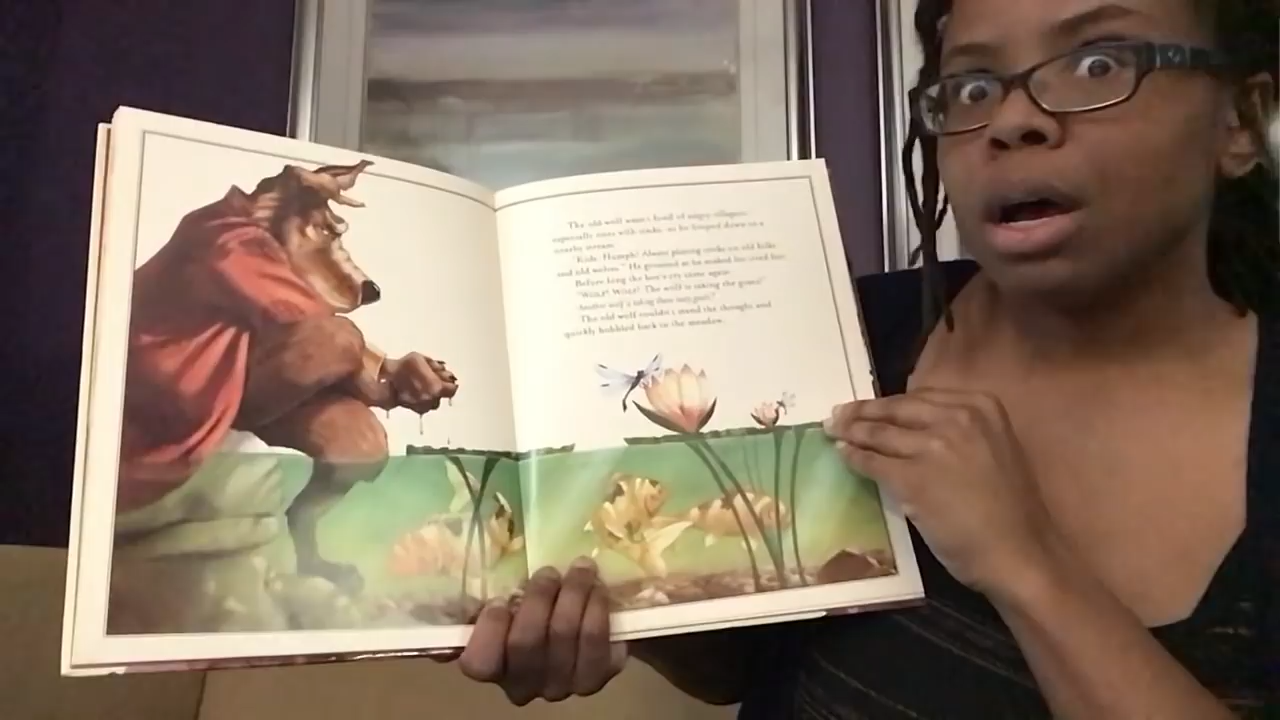 The old wolf wasn't fond of angry villagers,
especially ones with sticks, so he limped down to a
nearby stream.
"Kids. Humph! Always picking on old folks
and old wolves." He groaned as he soaked his tired feet.
Before long the boy's cry came again.
"Wolf! Wolf! The wolf is taking the goats!"
Another wolf is taking those tasty goats?
The old wolf couldn't stand the thought and
quickly hobbled back to the meadow.